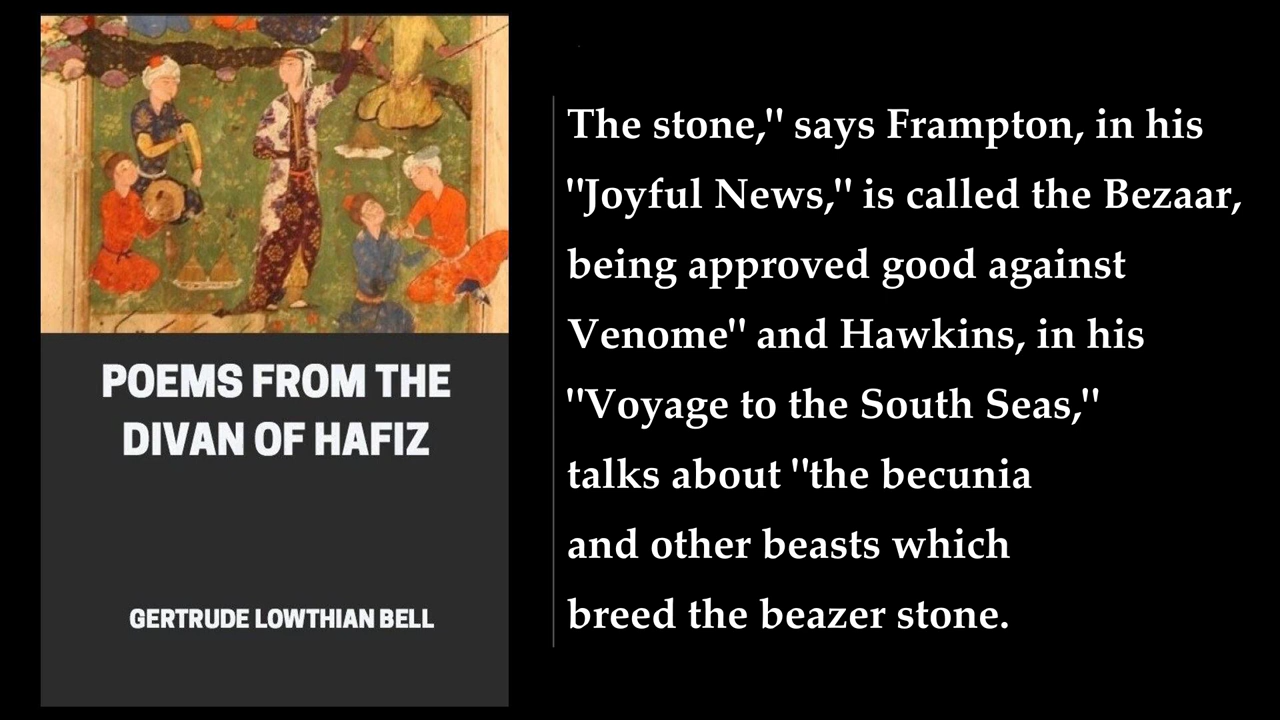 POEMS FROM THE
DIVAN OF HAFIZ
GERTRUDE LOWTHIAN BELL
The stone," says Frampton, in his
"Joyful News," is called the Bezaar,
being approved good against
Venome" and Hawkins, in his
"Voyage to the South Seas,"
talks about "the becunia
and other beasts which
breed the beazer stone.